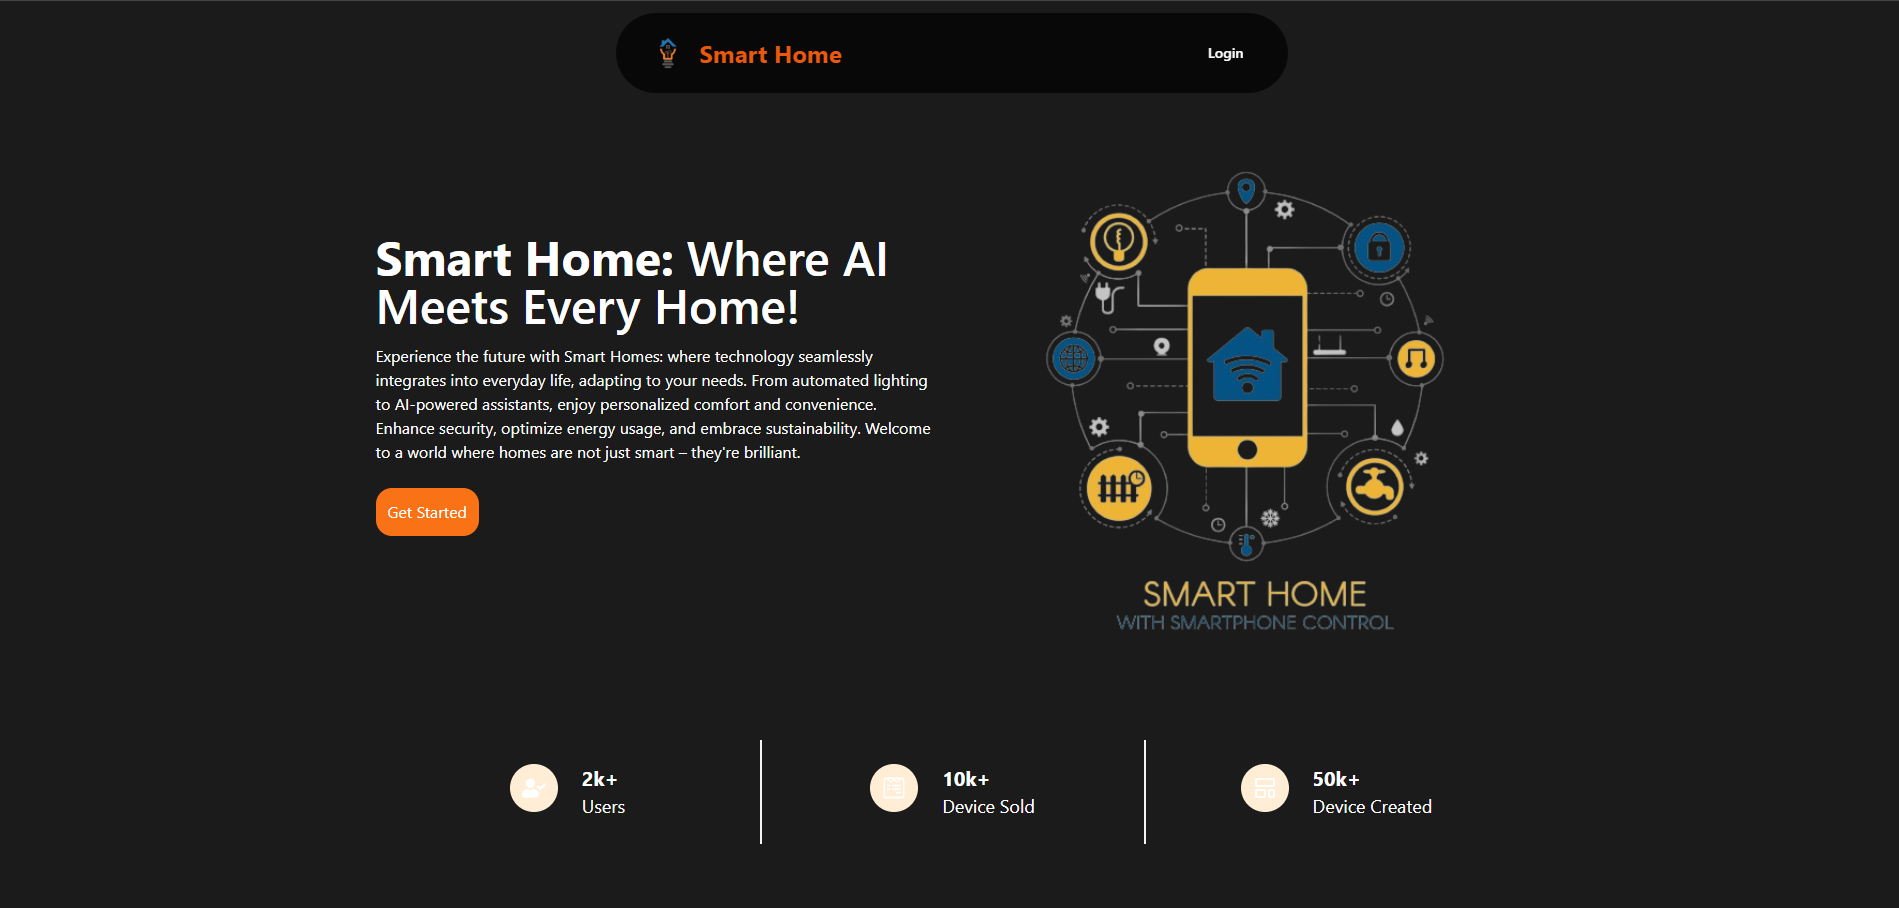 Smart Home
Login
Smart Home: Where AI
Meets Every Home!
Experience the future with Smart Homes: where technology seamlessly
integrates into everyday life, adapting to your needs. From automated lighting
to AI-powered assistants, enjoy personalized comfort and convenience.
Enhance security, optimize energy usage, and embrace sustainability. Welcome
to a world where homes are not just smart – they're brilliant.
Get Started
SMART HOME
WITH SMARTPHONE CONTROL
2k+
Users
10k+
Device Sold
50k+
Device Created